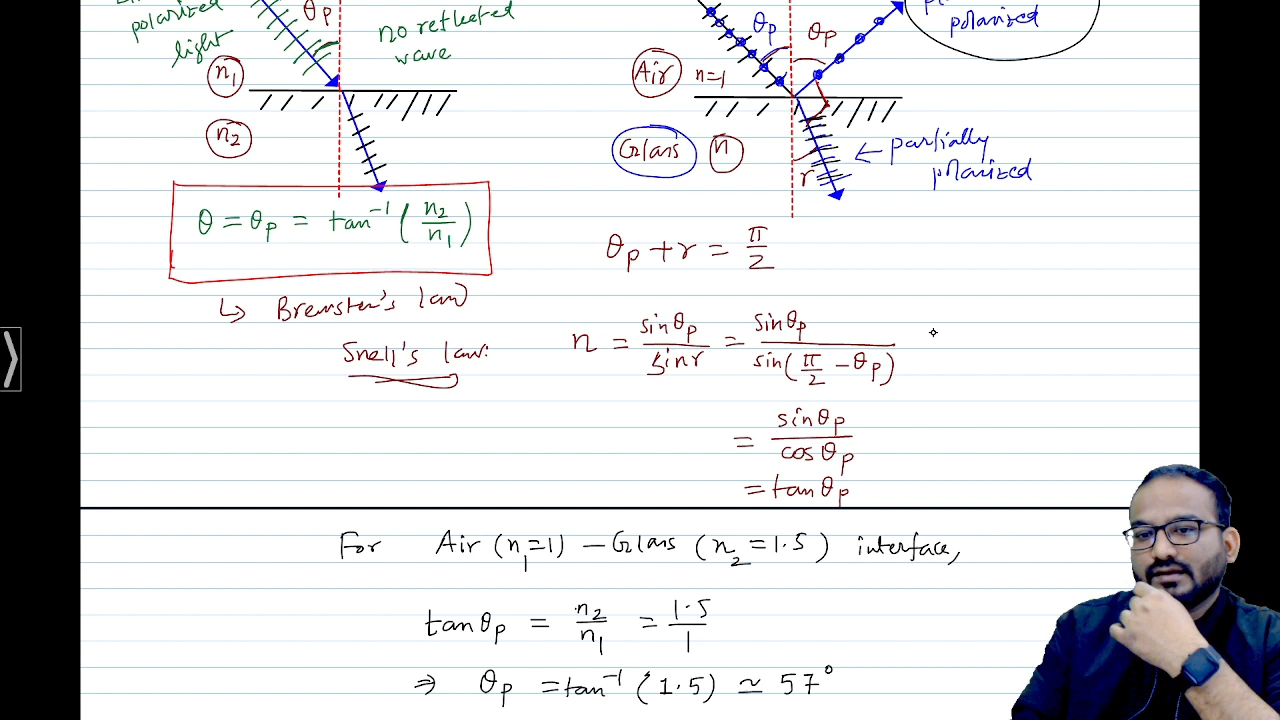 polarized
light
θp
no reflected
wave
n1
n2
θ = θp = tan⁻¹ (n2/n1)
↳ Brewster's law
Snell's law:
θp
θp
polarized
Air n=1
Glass n
r
← partially
polarized
θp + r = π/2
n = sinθp/sinr = sinθp/sin(π/2 − θp)
= sinθp/cosθp
= tanθp
For Air (n1=1) – Glass (n2 = 1.5) interface,
tanθp = n2/n1 = 1.5/1
⇒ θp = tan⁻¹ (1.5) ≃ 57°